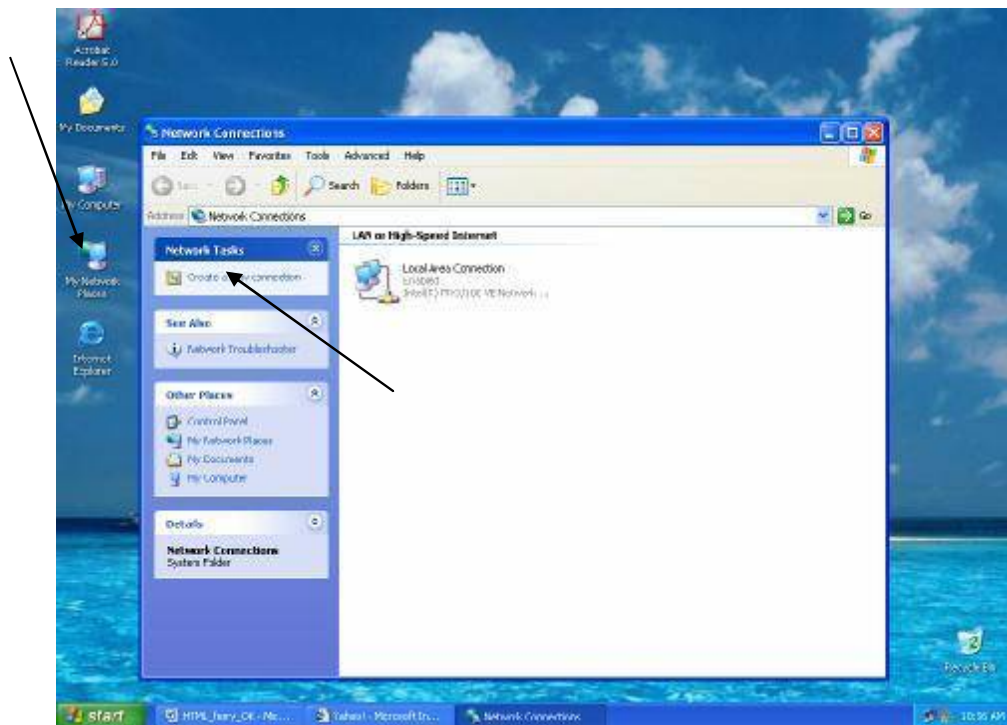 Acrobat
Reader 5.0
My Documents
My Computer
My Network
Places
Internet
Explorer
Network Connections
File Edit View Favorites Tools Advanced Help
Search Folders
Address Network Connections Go
LAN or High-Speed Internet
Local Area Connection
Enabled
Network Tasks
Create a new connection
See Also
Network Troubleshooter
Other Places
Control Panel
My Network Places
My Documents
My Computer
Details
Network Connections
System Folder
Recycle Bin
start
Network Connections